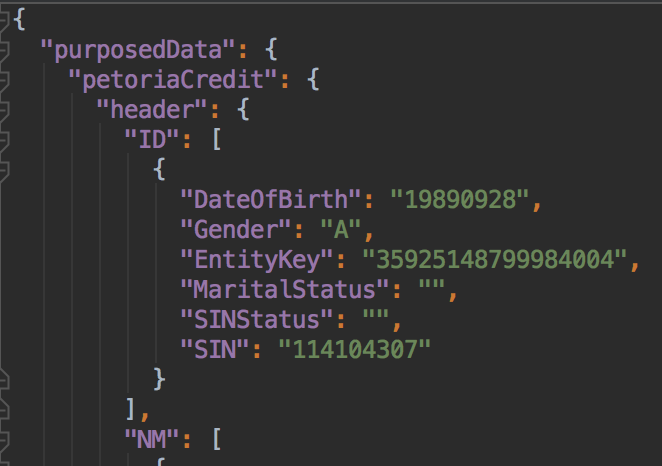 {
"purposedData": {
"petoriaCredit": {
"header": {
"ID": [
{
"DateOfBirth": "19890928",
"Gender": "A",
"EntityKey": "35925148799984004",
"MaritalStatus": "",
"SINStatus": "",
"SIN": "114104307"
}
],
"NM": [
{